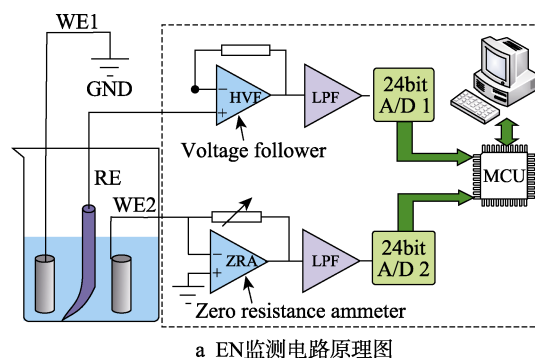 WE1
GND
RE
WE2
−
+
HVF
Voltage follower
LPF
24bit
A/D 1
MCU
−
+
ZRA
Zero resistance ammeter
LPF
24bit
A/D 2
a EN监测电路原理图